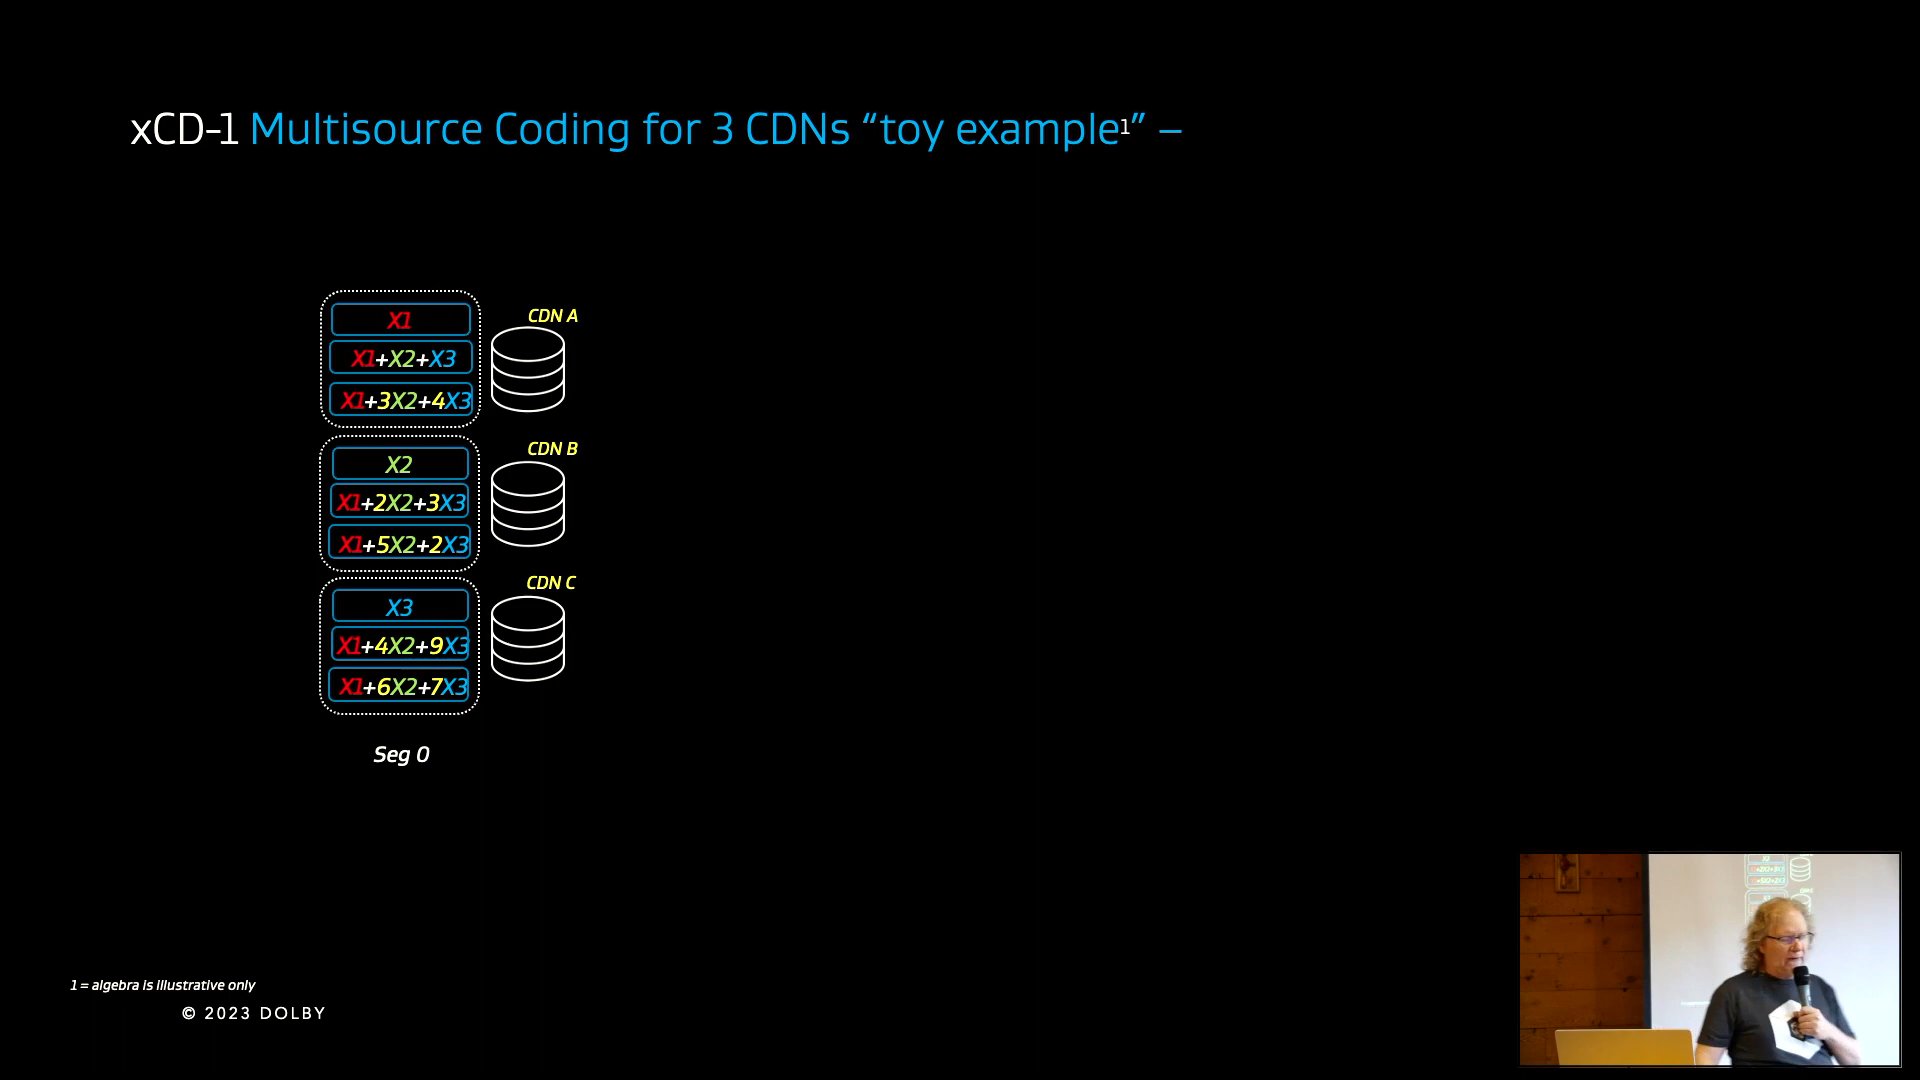 xCD-1 Multisource Coding for 3 CDNs “toy example¹” –
CDN A
X1
X1+X2+X3
X1+3X2+4X3
CDN B
X2
X1+2X2+3X3
X1+5X2+2X3
CDN C
X3
X1+4X2+9X3
X1+6X2+7X3
Seg 0
1 = algebra is illustrative only
© 2023 DOLBY